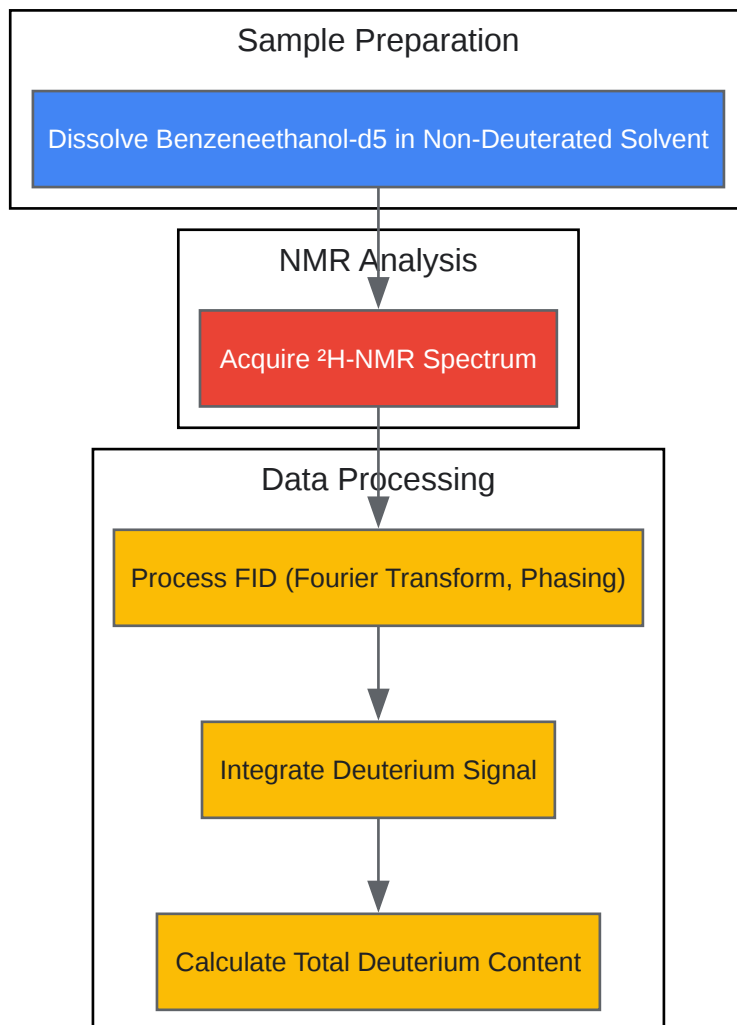 Sample Preparation
Dissolve Benzeneethanol-d5 in Non-Deuterated Solvent
NMR Analysis
Acquire ²H-NMR Spectrum
Data Processing
Process FID (Fourier Transform, Phasing)
Integrate Deuterium Signal
Calculate Total Deuterium Content